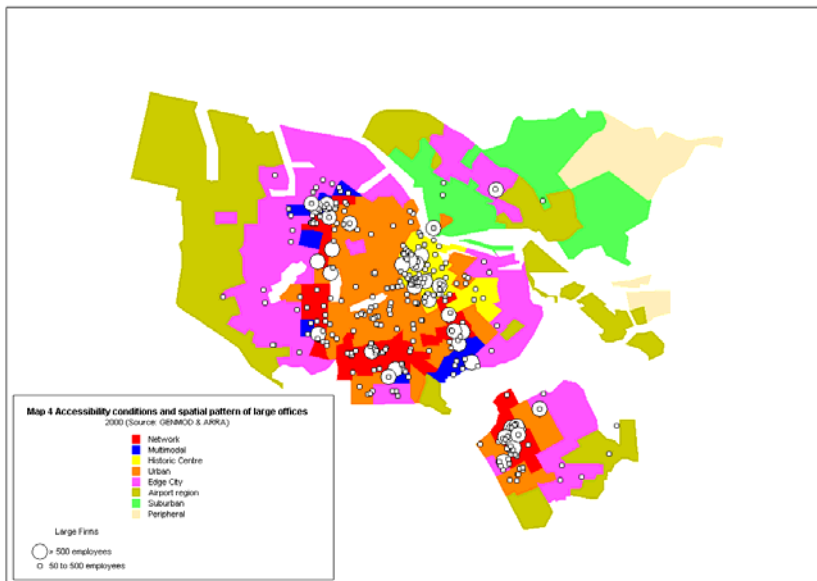 Map 4 Accessibility conditions and spatial pattern of large offices
2000 (Source: GENMOD & ARRA)
Network
Multimodal
Historic Centre
Urban
Edge City
Airport region
Suburban
Peripheral
Large Firms
> 500 employees
50 to 500 employees